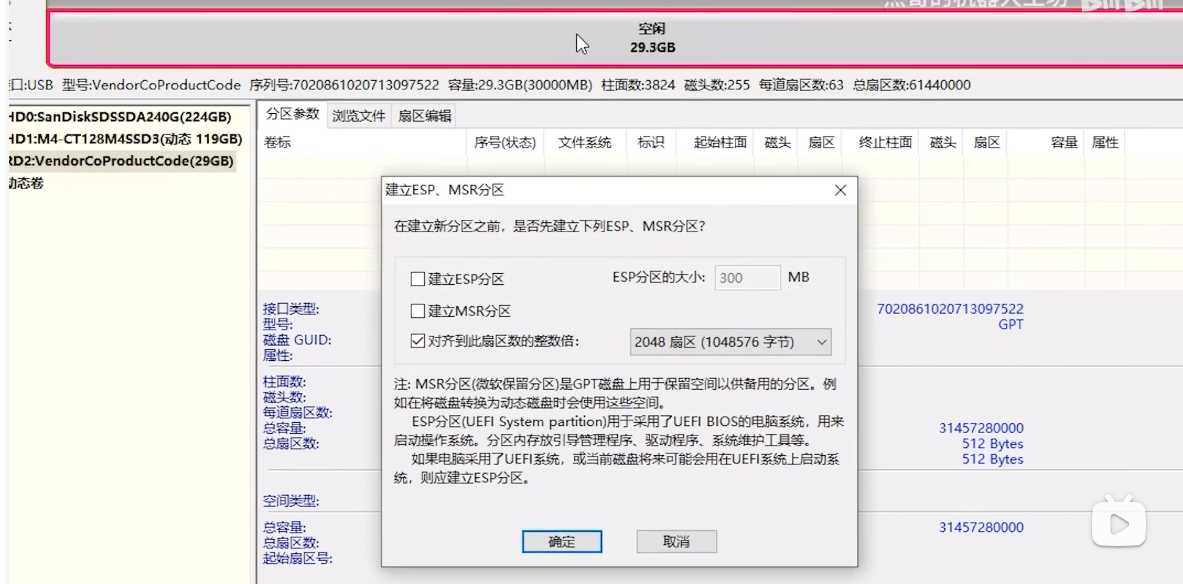 空闲
29.3GB
口:USB 型号:VendorCoProductCode 序列号:7020861020713097522 容量:29.3GB(30000MB) 柱面数:3824 磁头数:255 每道扇区数:63 总扇区数:61440000
HD0:SanDiskSDSSDA240G(224GB)
HD1:M4-CT128M4SSD3(动态 119GB)
RD2:VendorCoProductCode(29GB)
动态卷
分区参数 浏览文件 扇区编辑
卷标 序号(状态) 文件系统 标识 起始柱面 磁头 扇区 终止柱面 磁头 扇区 容量 属性
建立ESP、MSR分区
在建立新分区之前，是否先建立下列ESP、MSR分区?
建立ESP分区 ESP分区的大小: 300 MB
建立MSR分区
对齐到此扇区数的整数倍: 2048 扇区 (1048576 字节)
注: MSR分区(微软保留分区)是GPT磁盘上用于保留空间以供备用的分区。例
如在将磁盘转换为动态磁盘时会使用这些空间。
ESP分区(UEFI System partition)用于采用了UEFI BIOS的电脑系统，用来
启动操作系统。分区内存放引导管理程序、驱动程序、系统维护工具等。
如果电脑采用了UEFI系统，或当前磁盘将来可能会用在UEFI系统上启动系
统，则应建立ESP分区。
确定 取消
接口类型: 7020861020713097522
型号: GPT
磁盘 GUID:
属性:
柱面数:
磁头数:
每道扇区数:
总容量: 31457280000
总扇区数: 512 Bytes
512 Bytes
空间类型:
总容量: 31457280000
总扇区数:
起始扇区号: